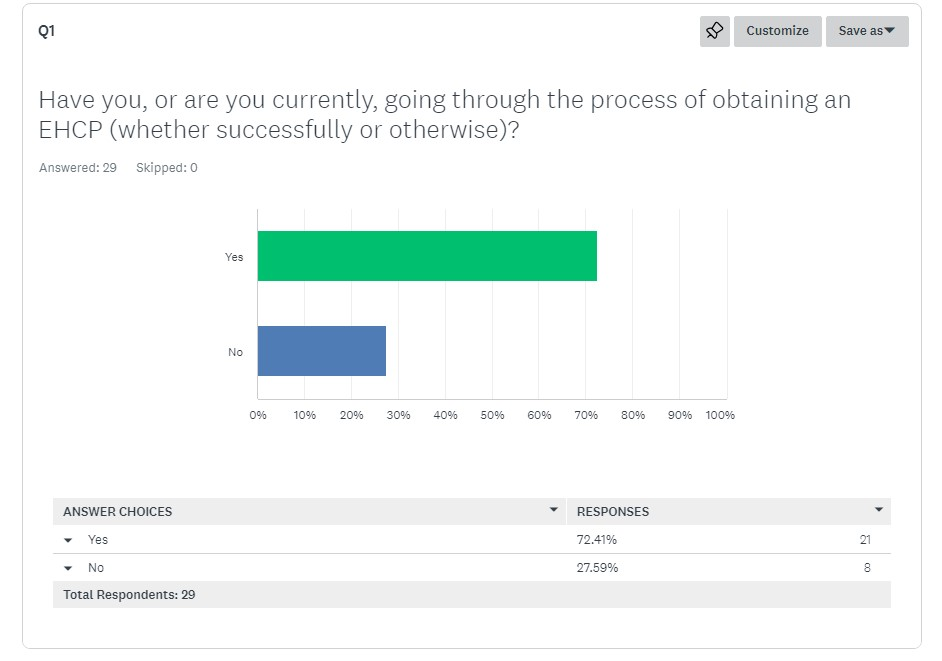 Q1
Customize
Save as
Have you, or are you currently, going through the process of obtaining an
EHCP (whether successfully or otherwise)?
Answered: 29 Skipped: 0
Yes
No
0% 10% 20% 30% 40% 50% 60% 70% 80% 90% 100%
ANSWER CHOICES RESPONSES
Yes 72.41% 21
No 27.59% 8
Total Respondents: 29